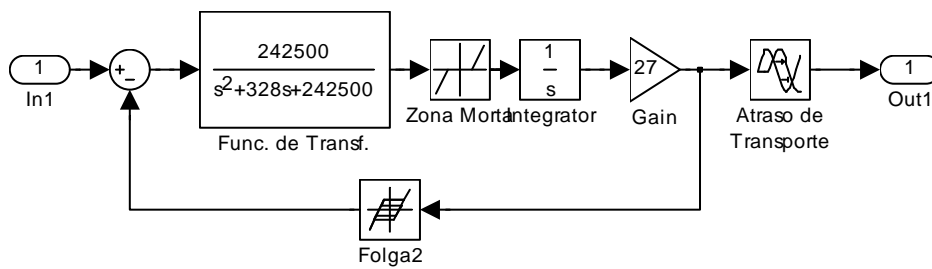 1
In1
+
−
242500
s²+328s+242500
Func. de Transf.
Zona Morta
1
s
Integrator
27
Gain
Atraso de
Transporte
1
Out1
Folga2